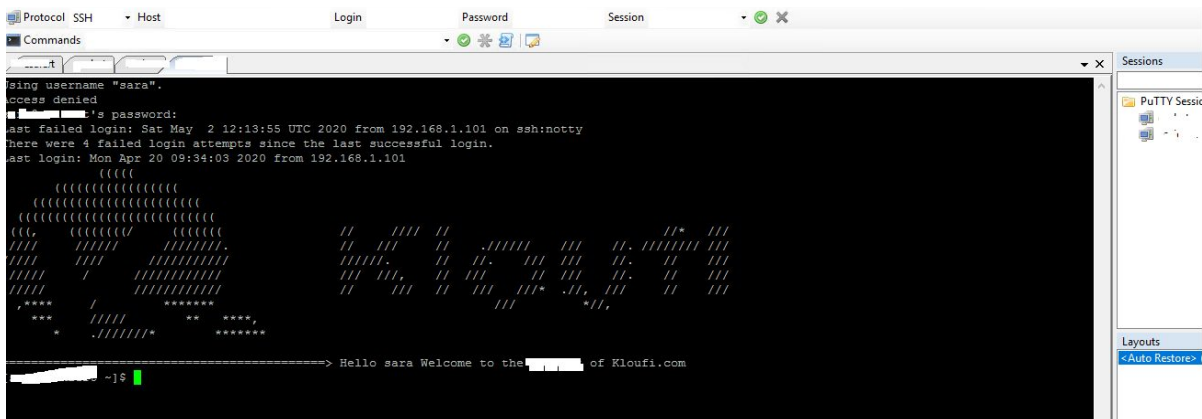 Protocol SSH Host Login Password Session
Commands
Sessions
Using username "sara".
Access denied
's password:
Last failed login: Sat May 2 12:13:55 UTC 2020 from 192.168.1.101 on ssh:notty
There were 4 failed login attempts since the last successful login.
Last login: Mon Apr 20 09:34:03 2020 from 192.168.1.101
Kloufi
=> Hello sara Welcome to the of Kloufi.com
~]$
PuTTY Sessio
Layouts
<Auto Restore>